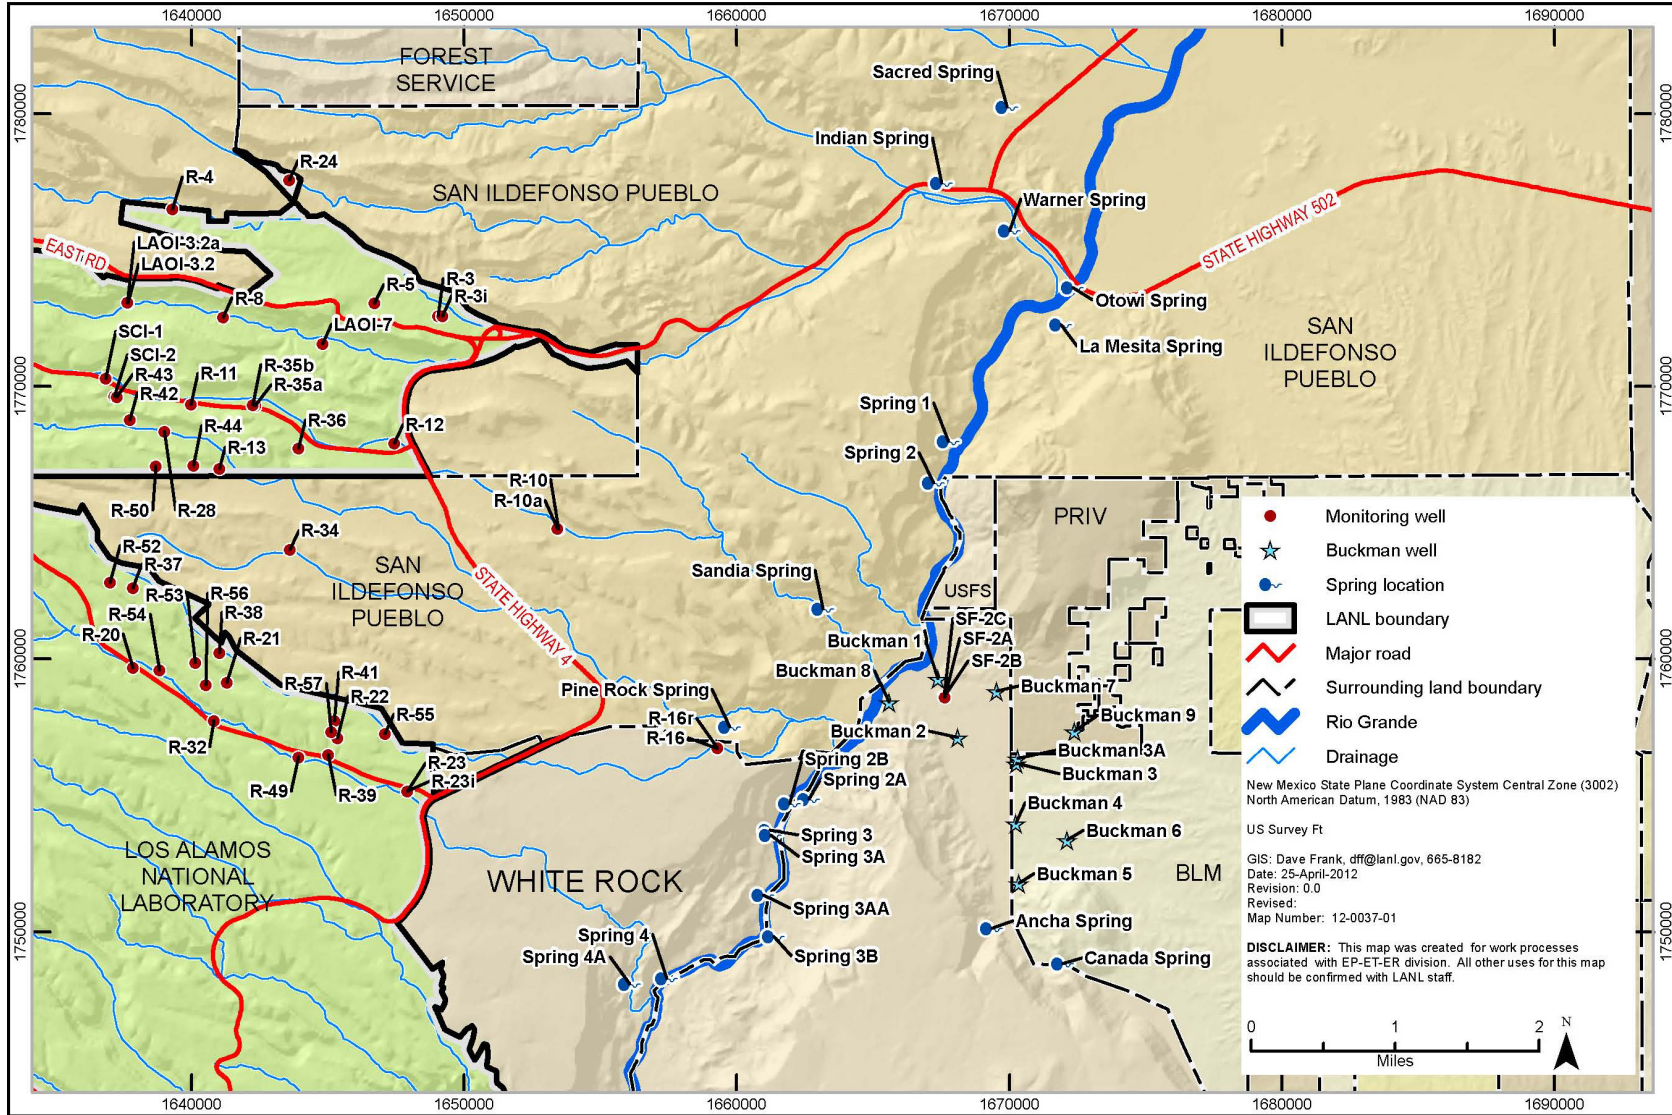 1640000
1650000
1660000
1670000
1680000
1690000
FOREST
SERVICE
Sacred Spring
1780000
1780000
Indian Spring
R-24
R-4
SAN ILDEFONSO PUEBLO
Warner Spring
STATE HIGHWAY 502
EAST RD
LAOI-3.2a
LAOI-3.2
R-8
R-5
R-3
R-3i
Otowi Spring
SCI-1
LAOI-7
La Mesita Spring
SAN
ILDEFONSO
PUEBLO
SCI-2
R-43
R-42
R-11
R-35b
R-35a
1770000
1770000
Spring 1
R-44
R-36
R-12
R-13
Spring 2
R-10
R-10a
R-50
R-28
PRIV
R-34
R-52
R-37
SAN
ILDEFONSO
PUEBLO
STATE HIGHWAY 4
Sandia Spring
USFS
R-53
R-56
R-54
R-38
R-20
R-21
SF-2C
SF-2A
SF-2B
Buckman 1
Buckman 8
1760000
1760000
R-57
R-41
R-22
Pine Rock Spring
Buckman 7
R-55
R-16r
R-16
Buckman 2
Buckman 9
R-32
Buckman 3A
Buckman 3
R-49
R-39
R-23
R-23i
Spring 2B
Spring 2A
Buckman 4
Spring 3
Spring 3A
Buckman 6
LOS ALAMOS
NATIONAL
LABORATORY
WHITE ROCK
Buckman 5
BLM
Spring 3AA
Ancha Spring
1750000
1750000
Spring 4
Spring 4A
Spring 3B
Canada Spring
Monitoring well
Buckman well
Spring location
LANL boundary
Major road
Surrounding land boundary
Rio Grande
Drainage
New Mexico State Plane Coordinate System Central Zone (3002)
North American Datum, 1983 (NAD 83)
US Survey Ft
GIS: Dave Frank, dff@lanl.gov, 665-8182
Date: 25-April-2012
Revision: 0.0
Revised:
Map Number: 12-0037-01
DISCLAIMER: This map was created for work processes
associated with EP-ET-ER division. All other uses for this map
should be confirmed with LANL staff.
0 1 2
Miles
N
1640000
1650000
1660000
1670000
1680000
1690000